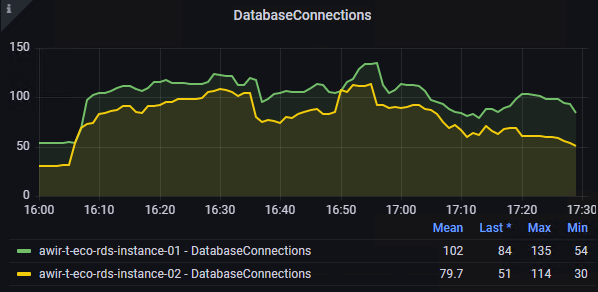 i
DatabaseConnections
150
100
50
0
16:00 16:10 16:20 16:30 16:40 16:50 17:00 17:10 17:20 17:30
Mean Last * Max Min
awir-t-eco-rds-instance-01 - DatabaseConnections 102 84 135 54
awir-t-eco-rds-instance-02 - DatabaseConnections 79.7 51 114 30